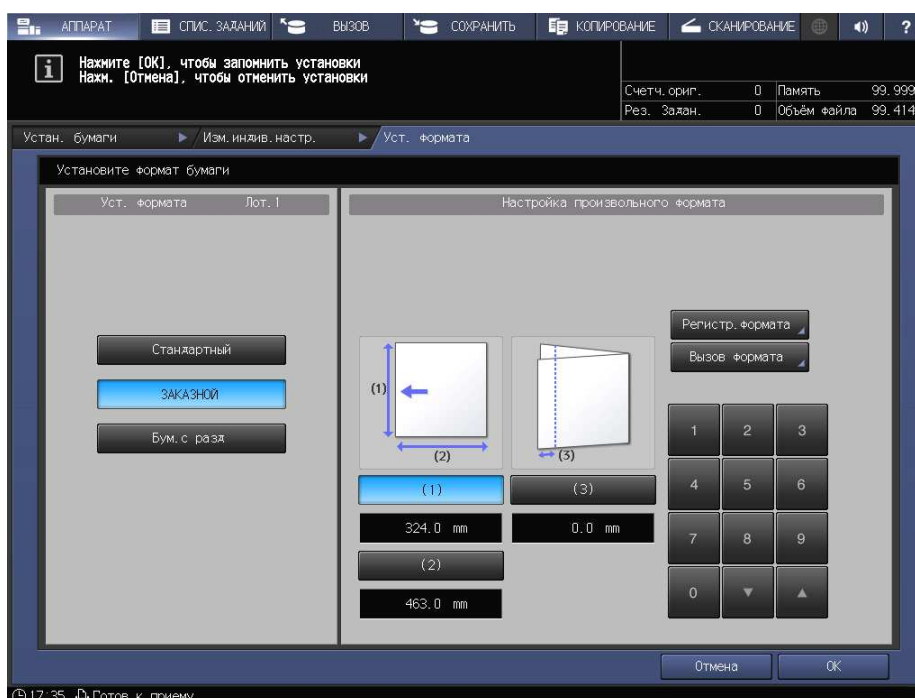 АППАРАТ СПИС. ЗАДАНИЙ ВЫЗОВ СОХРАНИТЬ КОПИРОВАНИЕ СКАНИРОВАНИЕ ?
Нажмите [OK], чтобы запомнить установки
Нажм. [Отмена], чтобы отменить установки
Счетч. ориг. 0 Память 99.999
Рез. Задан. 0 Объём файла 99.414
Устан. бумаги Изм.индив.настр. Уст. формата
Установите формат бумаги
Уст. формата Лот.1
Настройка произвольного формата
Регистр.формата
Стандартный
Вызов формата
ЗАКАЗНОЙ
Бум.с разд
(1)
(2)
(3)
(1) (3)
324.0 mm 0.0 mm
(2)
463.0 mm
1 2 3
4 5 6
7 8 9
0 ▼ ▲
Отмена OK
17:35 Готов к приему